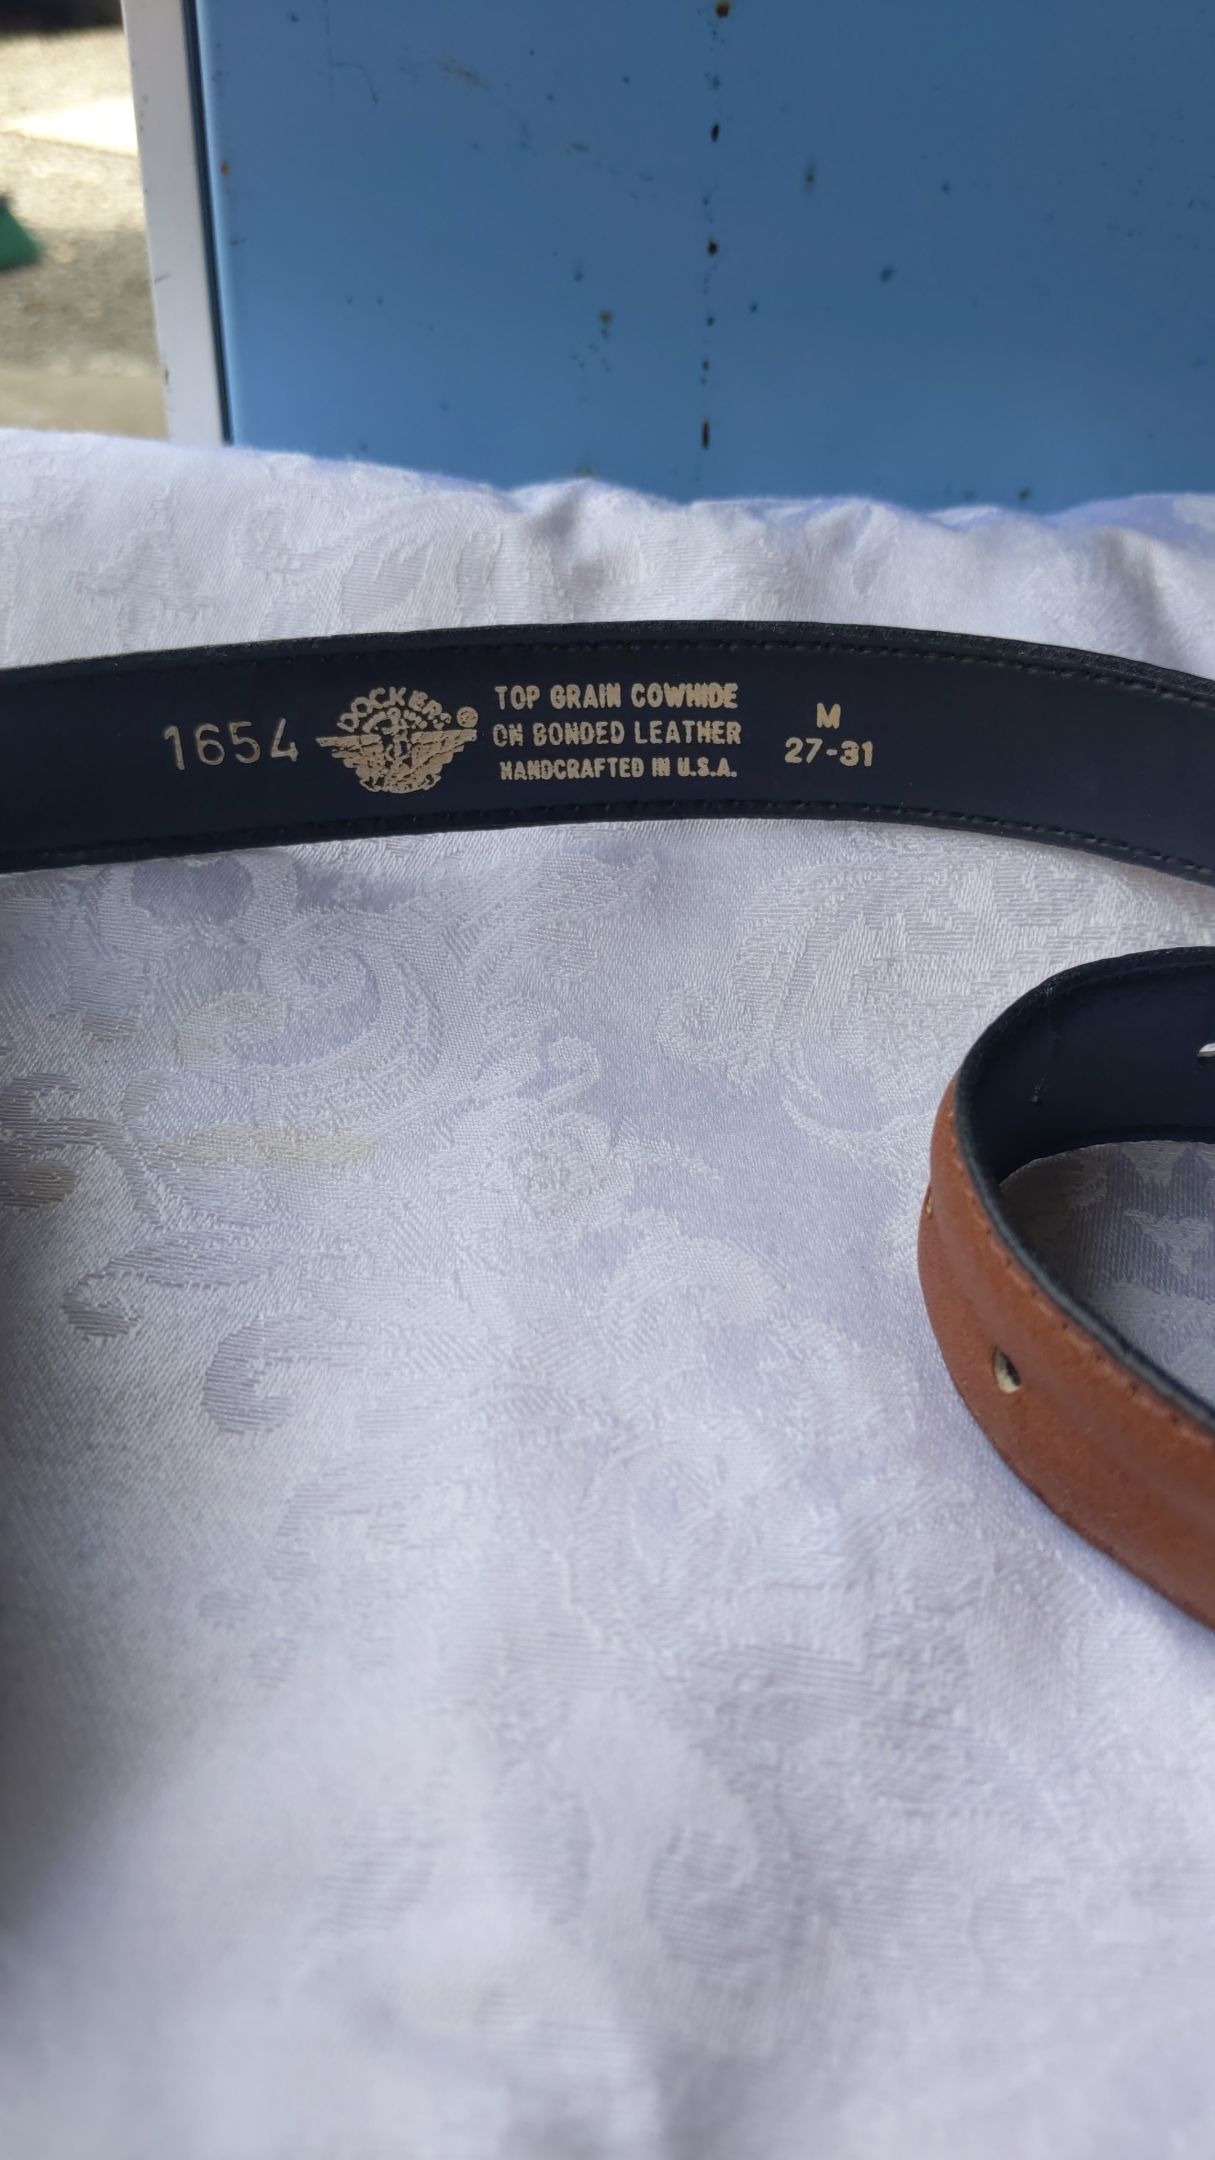 1654
DOCKERS ®
TOP GRAIN COWHIDE
ON BONDED LEATHER
HANDCRAFTED IN U.S.A.
M
27-31